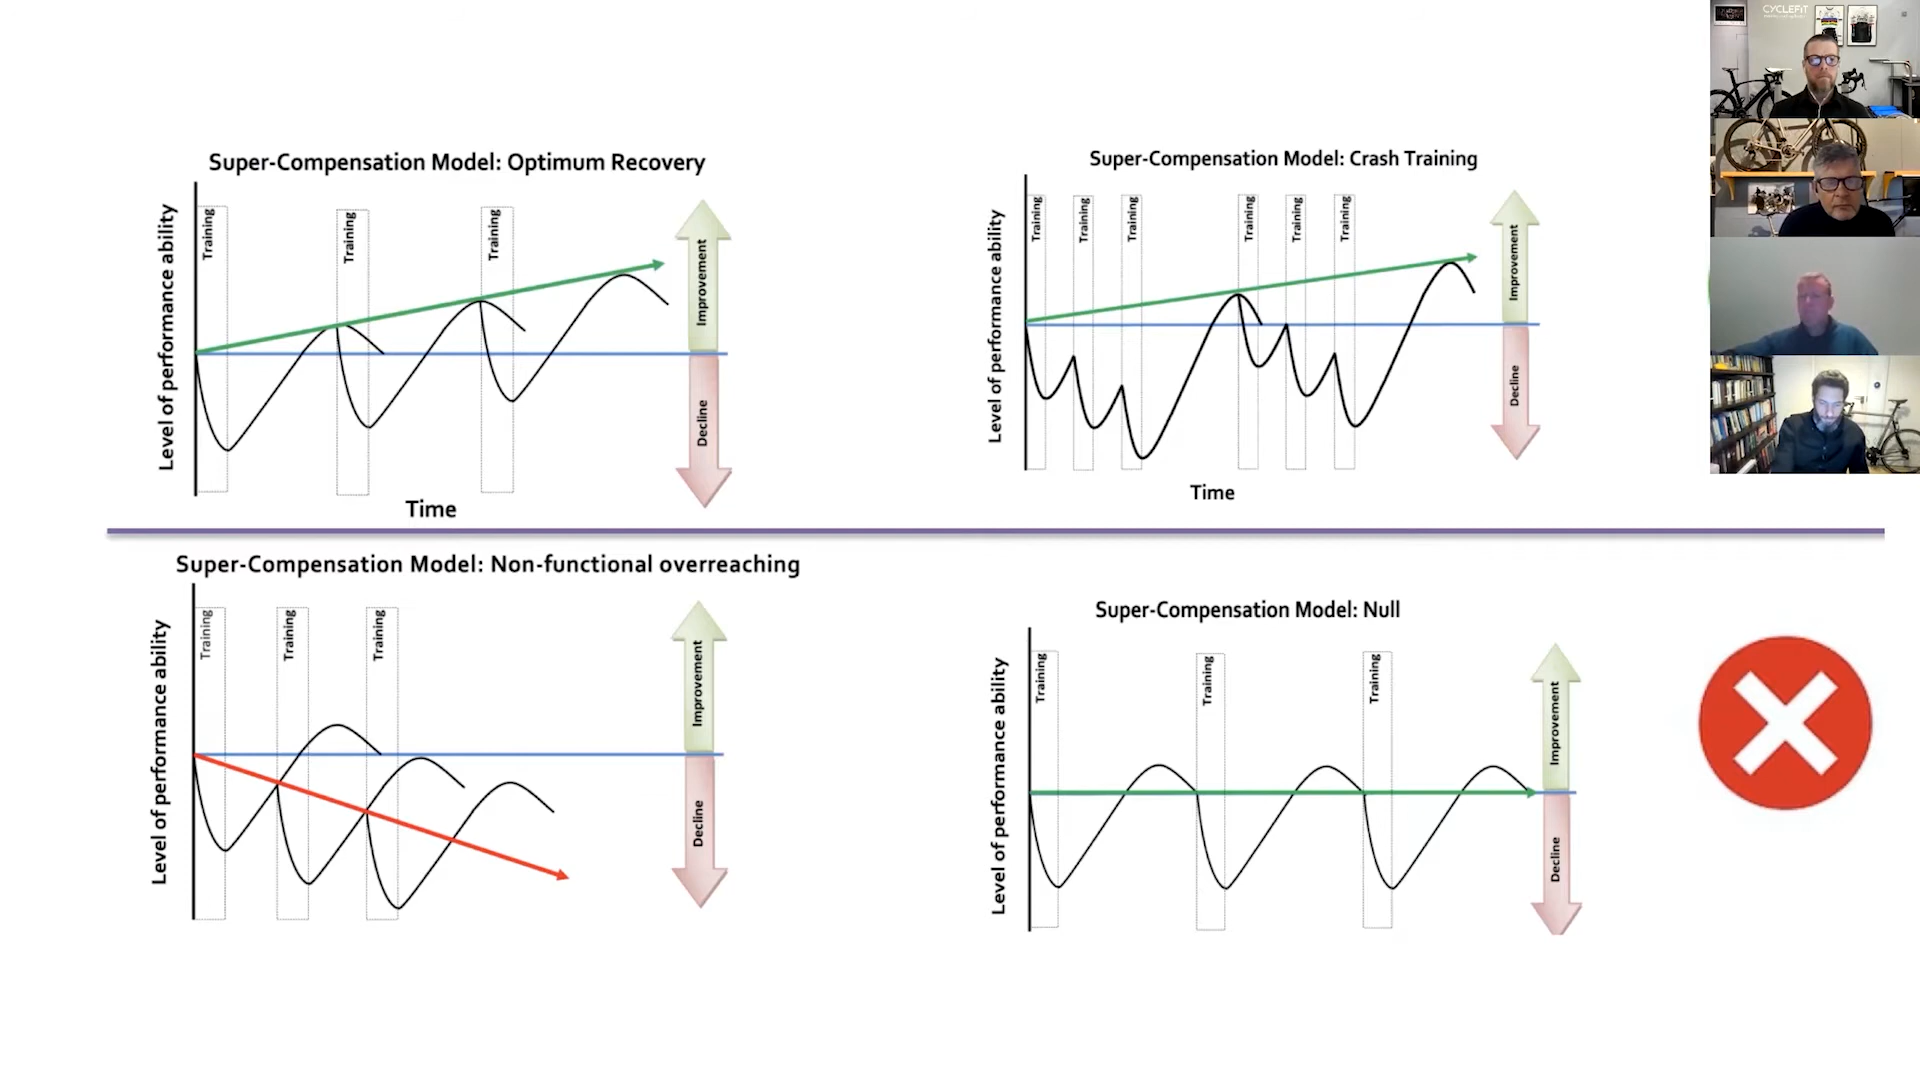 CYCLEFIT
Super-Compensation Model: Optimum Recovery
Level of performance ability
Training
Training
Training
Improvement
Decline
Time
Super-Compensation Model: Crash Training
Level of performance ability
Training
Training
Training
Training
Training
Training
Improvement
Decline
Time
Super-Compensation Model: Non-functional overreaching
Level of performance ability
Training
Training
Training
Improvement
Decline
Super-Compensation Model: Null
Level of performance ability
Training
Training
Training
Improvement
Decline